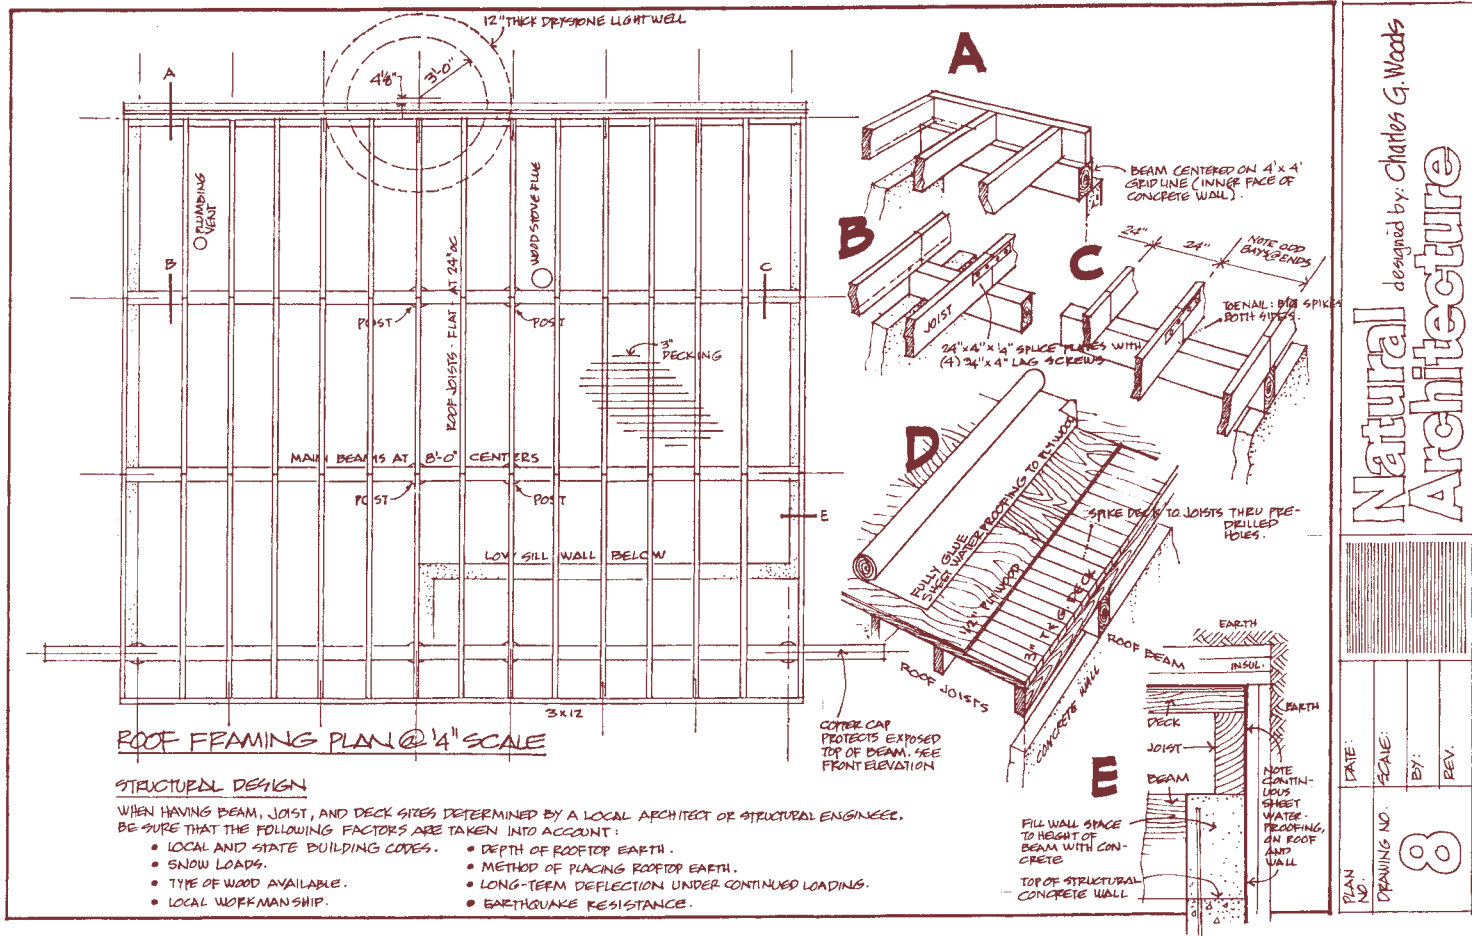 12" THICK DRYSTONE LIGHT WELL
4 1/8"
3'-0"
A
PLUMBING
VENT
WOOD STOVE FLUE
ROOF JOISTS - FLAT AT 24" OC
B
C
POST
POST
3"
DECKING
MAIN BEAMS AT 8'-0" CENTERS
POST
POST
E
LOW SILL WALL BELOW
3 x 12
ROOF FRAMING PLAN @ 1/4" SCALE
COPPER CAP
PROTECTS EXPOSED
TOP OF BEAM. SEE
FRONT ELEVATION
STRUCTURAL DESIGN
WHEN HAVING BEAM, JOIST, AND DECK SIZES DETERMINED BY A LOCAL ARCHITECT OR STRUCTURAL ENGINEER,
BE SURE THAT THE FOLLOWING FACTORS ARE TAKEN INTO ACCOUNT:
• LOCAL AND STATE BUILDING CODES.
• SNOW LOADS.
• TYPE OF WOOD AVAILABLE.
• LOCAL WORKMANSHIP.
• DEPTH OF ROOFTOP EARTH.
• METHOD OF PLACING ROOFTOP EARTH.
• LONG-TERM DEFLECTION UNDER CONTINUED LOADING.
• EARTHQUAKE RESISTANCE.
A
BEAM CENTERED ON 4' x 4'
GRID LINE (INNER FACE OF
CONCRETE WALL).
B
JOIST
24" x 4" x 1/4" SPLICE PLATES WITH
(4) 3/4" x 4" LAG SCREWS
C
24"
24"
NOTE ODD
BAYS @ ENDS
TOENAIL: BIG SPIKES
BOTH SIDES.
D
FULLY GLUE
SHEET WATERPROOFING TO PLYWOOD
1/2" PLYWOOD
3" T & G. DECK
SPIKE DECK TO JOISTS THRU PRE-
DRILLED
HOLES.
ROOF BEAM
ROOF JOISTS
CONCRETE WALL
E
EARTH
INSUL.
EARTH
DECK
JOIST
BEAM
NOTE
CONTIN-
UOUS
SHEET
WATER-
PROOFING,
ON ROOF
AND
WALL
FILL WALL SPACE
TO HEIGHT OF
BEAM WITH CON-
CRETE
TOP OF STRUCTURAL
CONCRETE WALL
Natural
Architecture
designed by: Charles G. Woods
DATE:
SCALE:
BY:
REV.
PLAN
NO.
DRAWING NO.
8